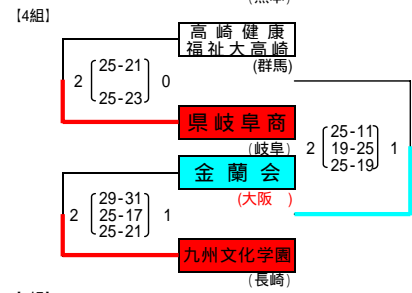 (熊本)
【4組】
高崎健康
福祉大高崎
(群馬)
2 25-21 0
25-23
県岐阜商
(岐阜)
2 25-11 1
19-25
25-19
金蘭会
(大阪 )
2 29-31 1
25-17
25-21
九州文化学園
(長崎)